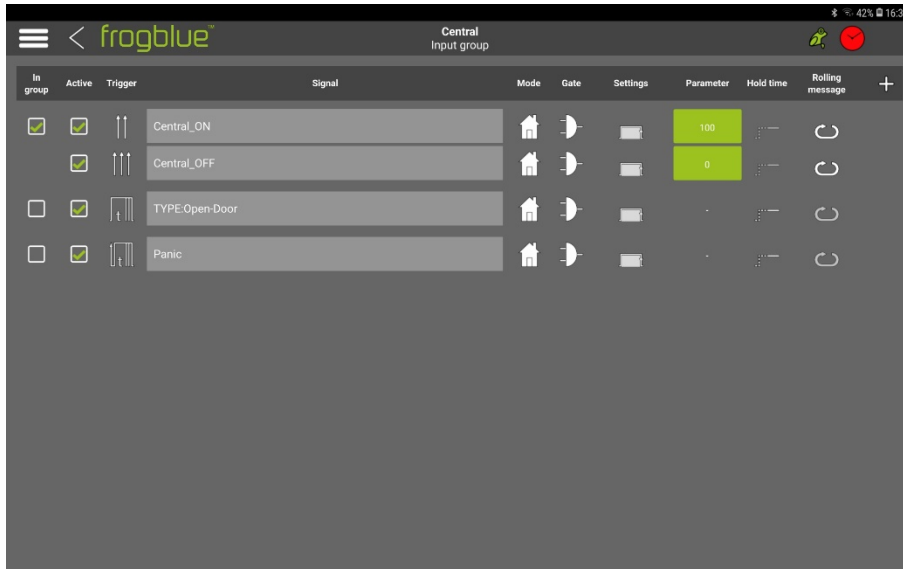 42% 16:3
frogblue™
Central
Input group
In group Active Trigger Signal Mode Gate Settings Parameter Hold time Rolling message +
Central_ON 100
Central_OFF 0
t TYPE:Open-Door -
t Panic -